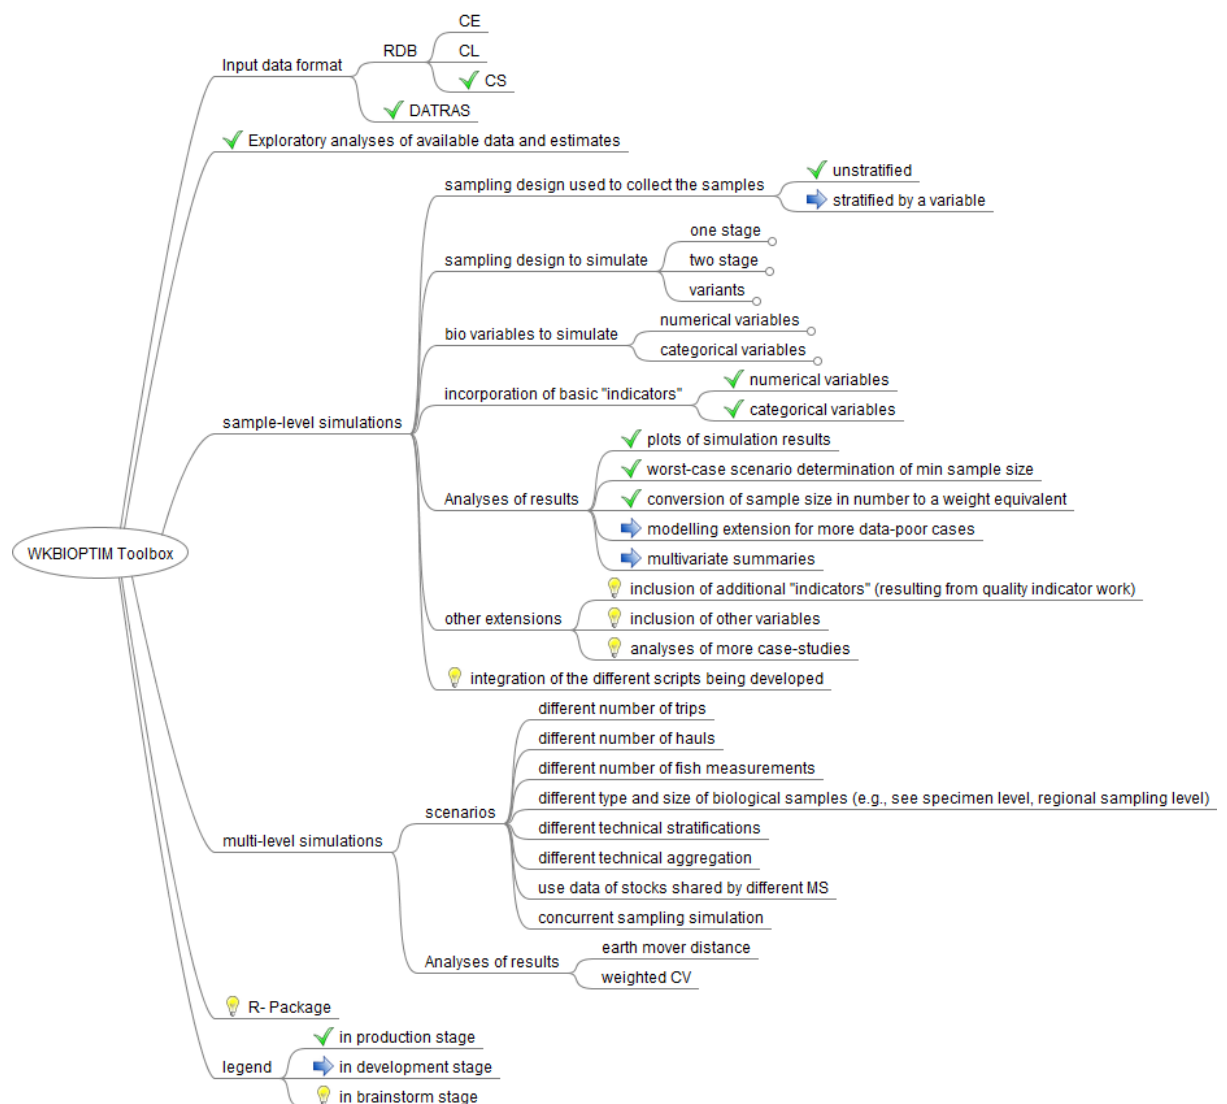 WKBIOPTIM Toolbox
Input data format
RDB
CE
CL
CS
DATRAS
Exploratory analyses of available data and estimates
sample-level simulations
sampling design used to collect the samples
unstratified
stratified by a variable
sampling design to simulate
one stage
two stage
variants
bio variables to simulate
numerical variables
categorical variables
incorporation of basic "indicators"
numerical variables
categorical variables
Analyses of results
plots of simulation results
worst-case scenario determination of min sample size
conversion of sample size in number to a weight equivalent
modelling extension for more data-poor cases
multivariate summaries
other extensions
inclusion of additional "indicators" (resulting from quality indicator work)
inclusion of other variables
analyses of more case-studies
integration of the different scripts being developed
multi-level simulations
scenarios
different number of trips
different number of hauls
different number of fish measurements
different type and size of biological samples (e.g., see specimen level, regional sampling level)
different technical stratifications
different technical aggregation
use data of stocks shared by different MS
concurrent sampling simulation
Analyses of results
earth mover distance
weighted CV
R- Package
legend
in production stage
in development stage
in brainstorm stage